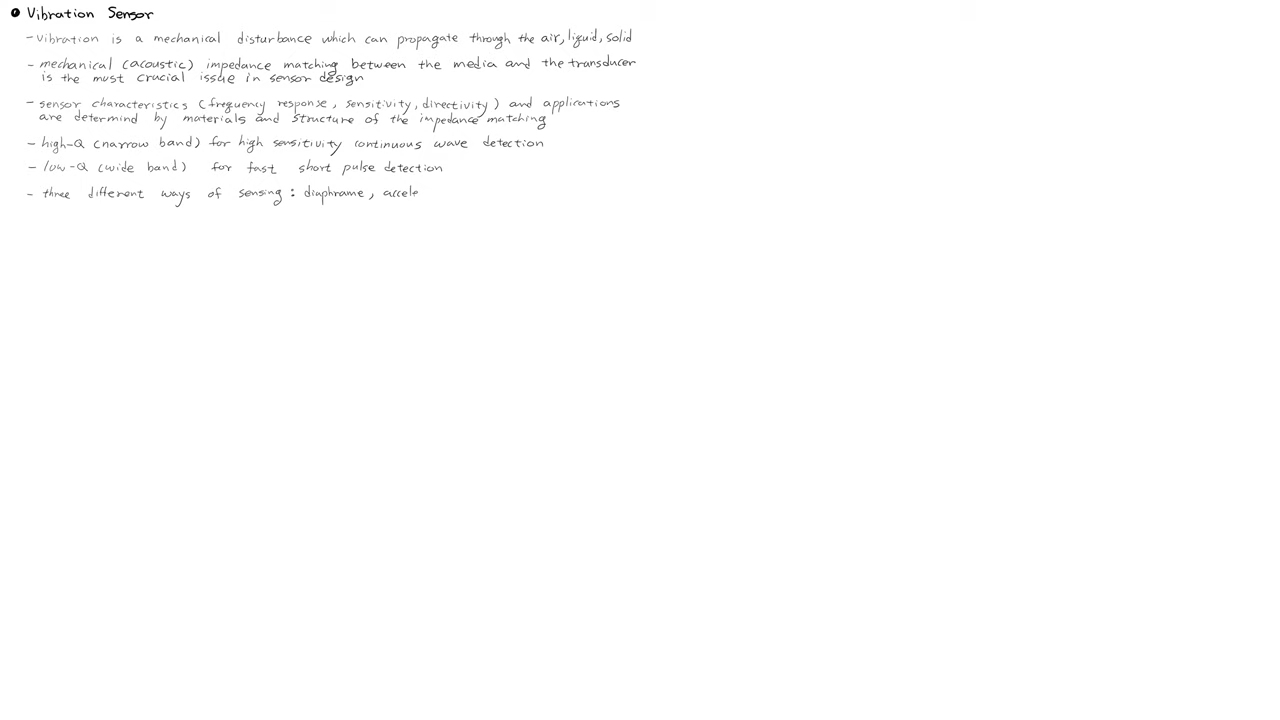 ● Vibration Sensor
- Vibration is a mechanical disturbance which can propagate through the air, liquid, solid
- mechanical (acoustic) impedance matching between the media and the transducer
is the must crucial issue in sensor design
- sensor characteristics (frequency response, sensitivity, directivity) and applications
are determind by materials and structure of the impedance matching
- high-Q (narrow band) for high sensitivity continuous wave detection
- low-Q (wide band) for fast short pulse detection
- three different ways of sensing : diaphrame, accele